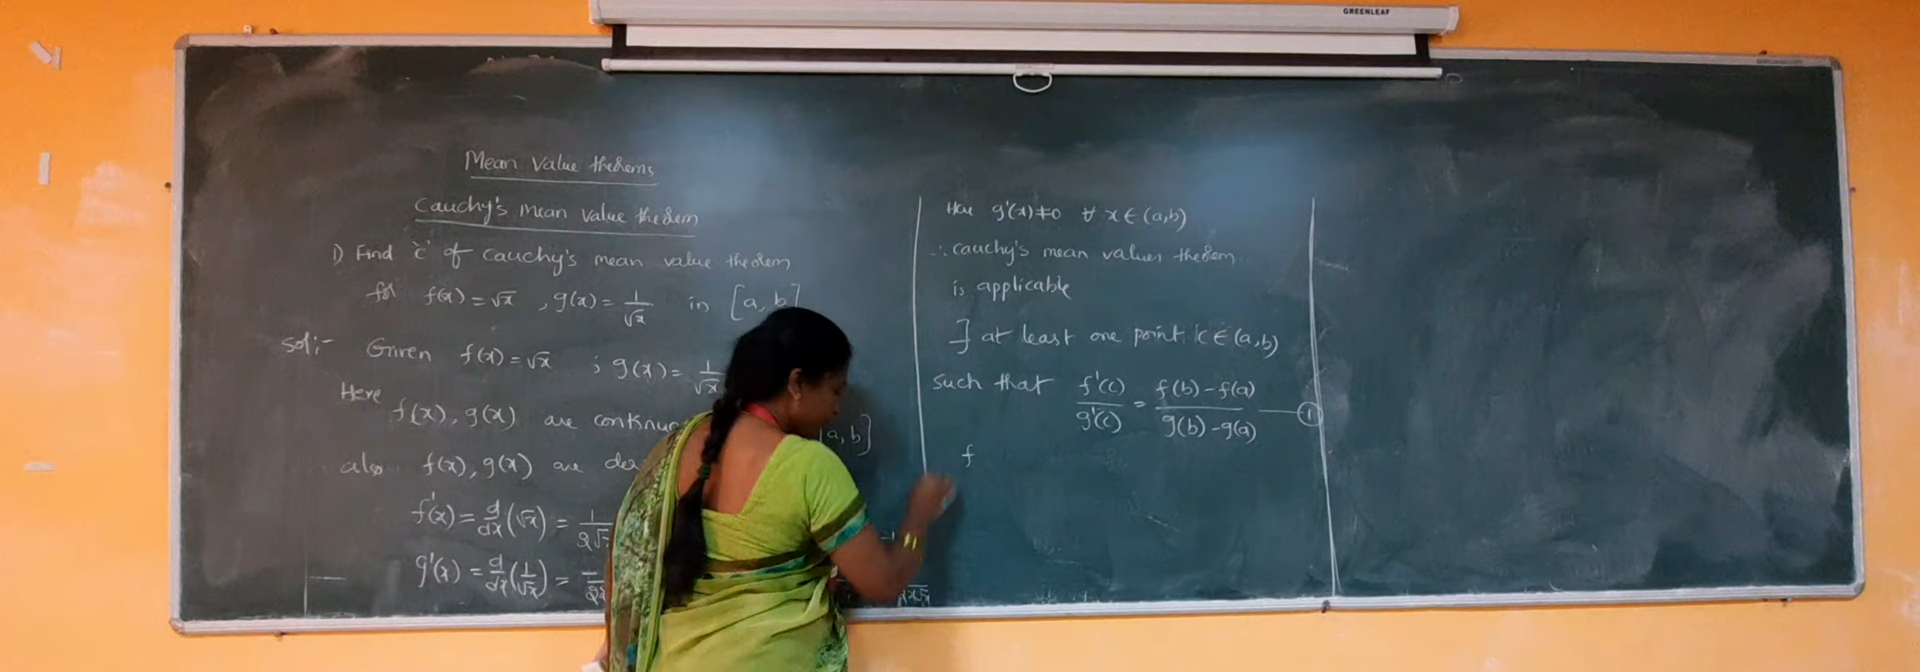 GREENLEAF
Mean Value theorems
Cauchy's mean value theorem
1) Find 'c' of cauchy's mean value theorem
for f(x) = √x , g(x) = 1/√x in [a, b]
Sol:- Given f(x) = √x ; g(x) = 1/√x
Here
f(x), g(x) are [a, b]
also f(x), g(x) are
f'(x) = d/dx(√x) =
g'(x) = d/dx(1/√x) =
Here g'(x) ≠ 0 ∀ x ∈ (a,b)
∴ cauchy's mean values theorem
is applicable
∃ at least one point c ∈ (a,b)
such that f'(c)/g'(c) = f(b)-f(a)/g(b)-g(a) — ①
f